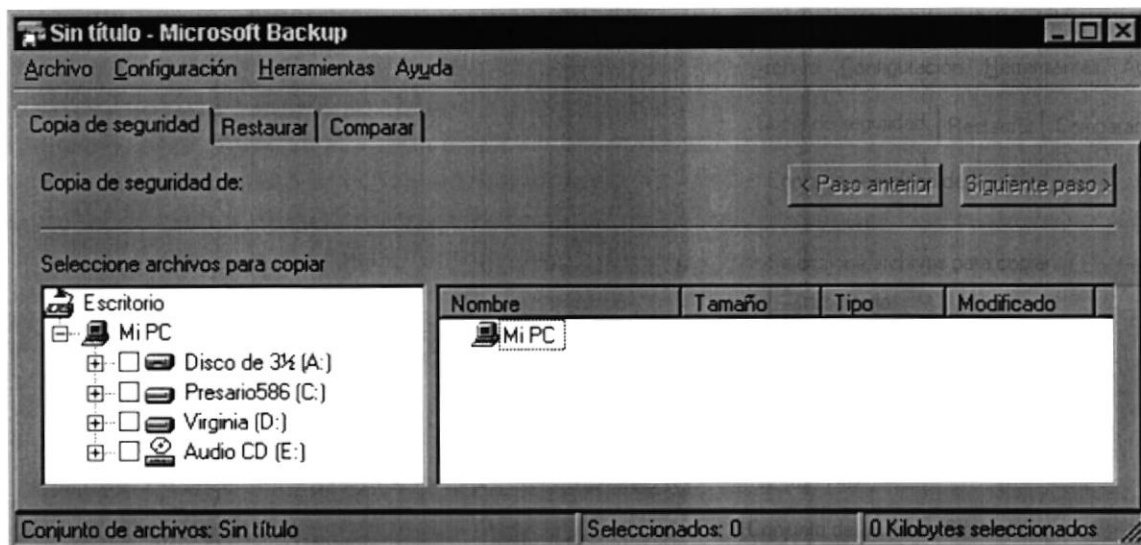 Sin título - Microsoft Backup
Archivo Configuración Herramientas Ayuda
Copia de seguridad Restaurar Comparar
Copia de seguridad de:
< Paso anterior Siguiente paso >
Seleccione archivos para copiar
Escritorio
Mi PC
Disco de 3½ (A:)
Presario586 (C:)
Virginia (D:)
Audio CD (E:)
Nombre Tamaño Tipo Modificado
Mi PC
Conjunto de archivos: Sin título Seleccionados: 0 0 Kilobytes seleccionados